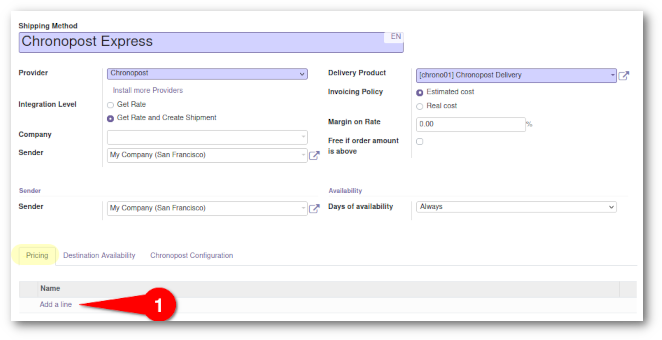 Shipping Method
Chronopost Express EN
Provider Chronopost
Install more Providers
Integration Level Get Rate
Get Rate and Create Shipment
Company
Sender My Company (San Francisco)
Delivery Product [chrono01] Chronopost Delivery
Invoicing Policy Estimated cost
Real cost
Margin on Rate 0.00 %
Free if order amount
is above
Sender
Sender My Company (San Francisco)
Availability
Days of availability Always
Pricing Destination Availability Chronopost Configuration
Name
Add a line 1